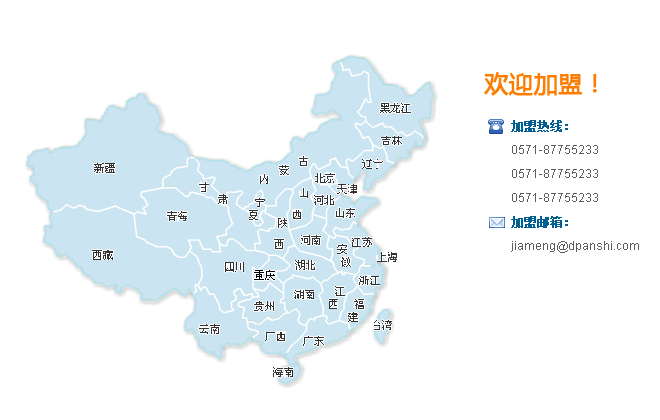 欢迎加盟！
加盟热线：
0571-87755233
0571-87755233
0571-87755233
加盟邮箱：
jiameng@dpanshi.com
黑龙江
吉林
辽宁
内蒙古
新疆
甘肃
青海
宁夏
北京
天津
河北
山西
山东
陕西
河南
江苏
安徽
上海
西藏
四川
重庆
湖北
浙江
湖南
江西
福建
贵州
云南
广西
广东
台湾
海南